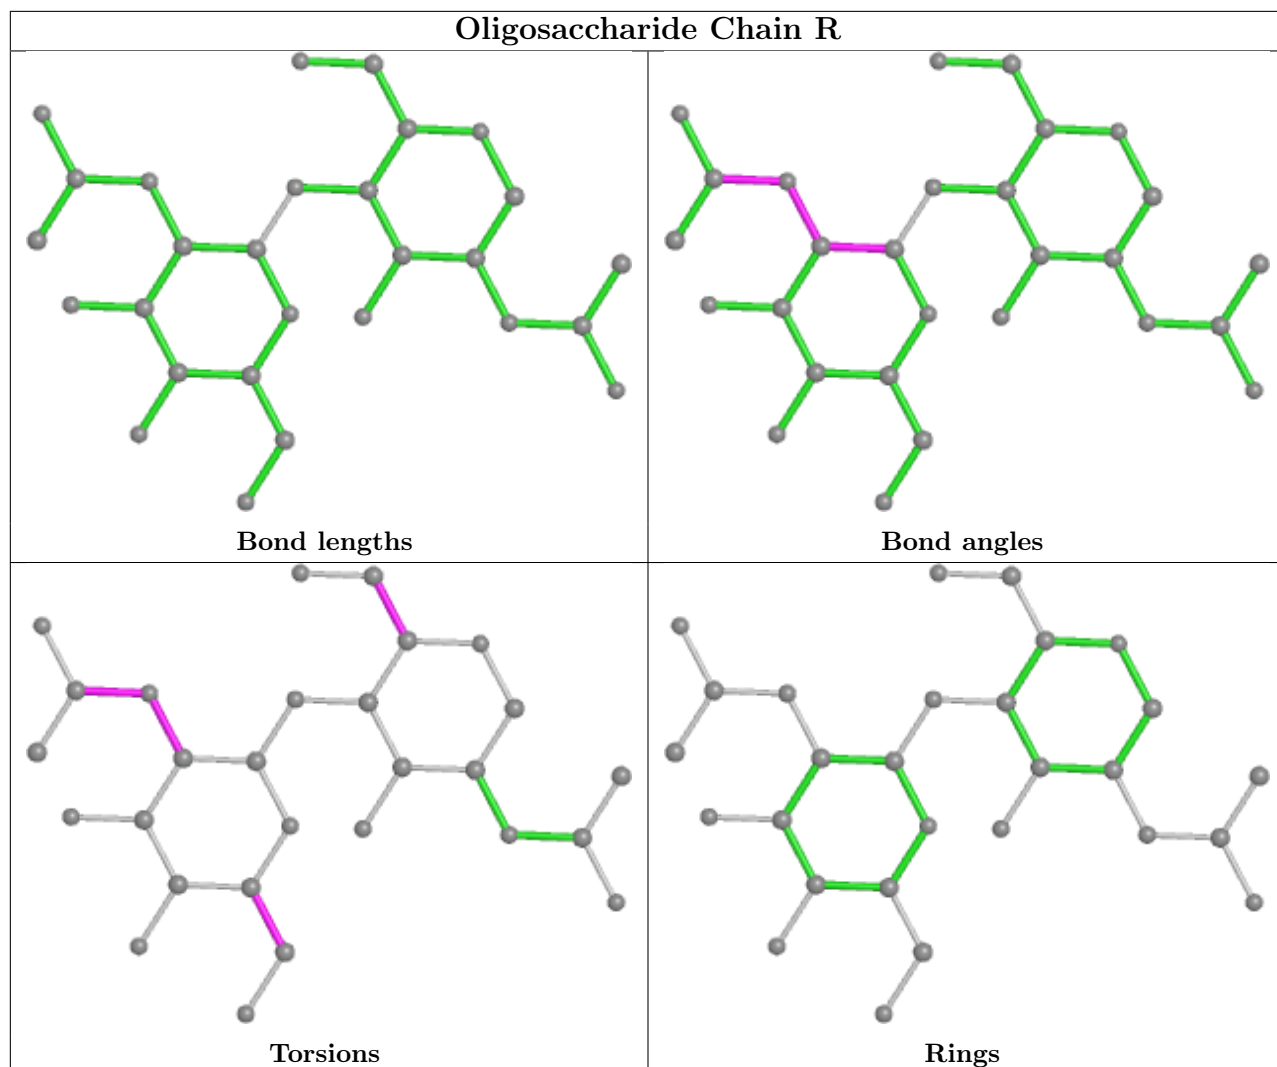 Oligosaccharide Chain R
Bond lengths
Bond angles
Torsions
Rings